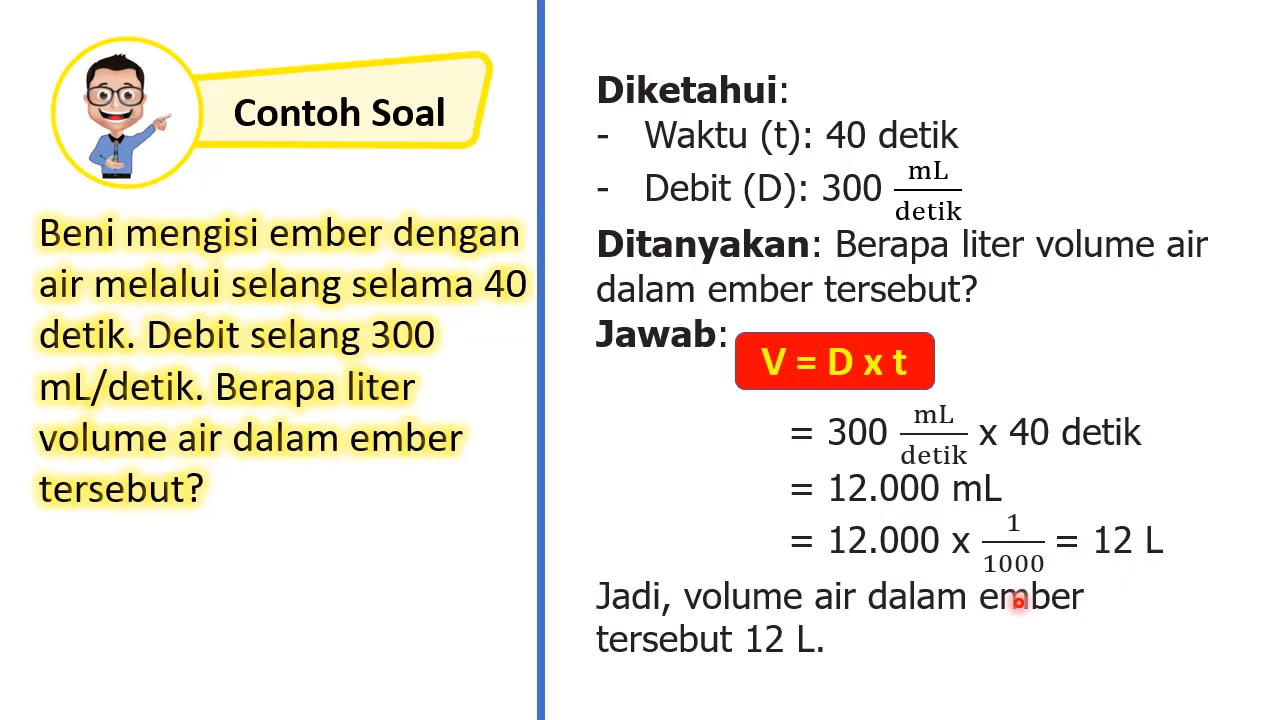 Contoh Soal
Beni mengisi ember dengan
air melalui selang selama 40
detik. Debit selang 300
mL/detik. Berapa liter
volume air dalam ember
tersebut?
Diketahui:
- Waktu (t): 40 detik
- Debit (D): 300 mL/detik
Ditanyakan: Berapa liter volume air
dalam ember tersebut?
Jawab:
V = D x t
= 300 mL/detik x 40 detik
= 12.000 mL
= 12.000 x 1/1000 = 12 L
Jadi, volume air dalam ember
tersebut 12 L.